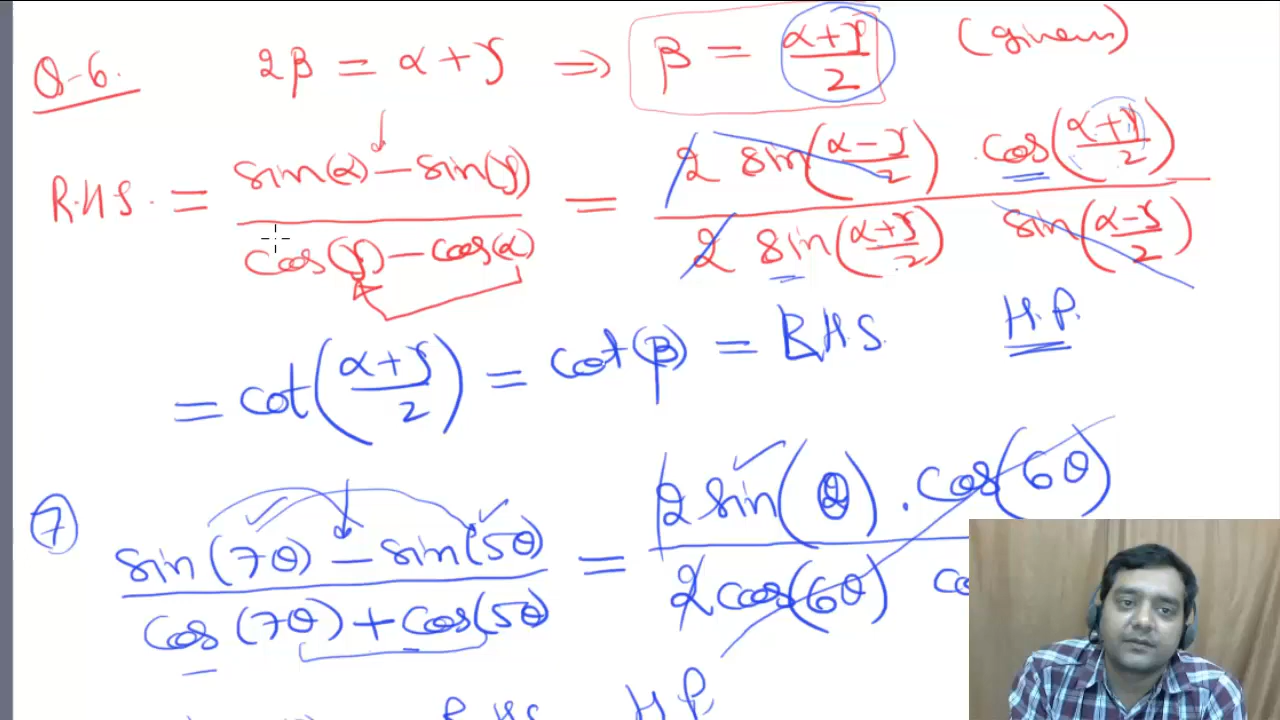 Q-6. 2β = α + γ ⇒ β = (α+γ)/2 (given)
R.H.S. = (sin(α) - sin(γ))/(cos(γ) - cos(α)) = (2 sin((α-γ)/2) . cos((α+γ)/2))/(2 sin((α+γ)/2) sin((α-γ)/2))
= cot((α+γ)/2) = cot(β) = R.H.S. H.P.
7 (sin(7θ) - sin(5θ))/(cos(7θ) + cos(5θ)) = (2 sin(θ) . cos(6θ))/(2 cos(6θ) co
R.H.S H.P.